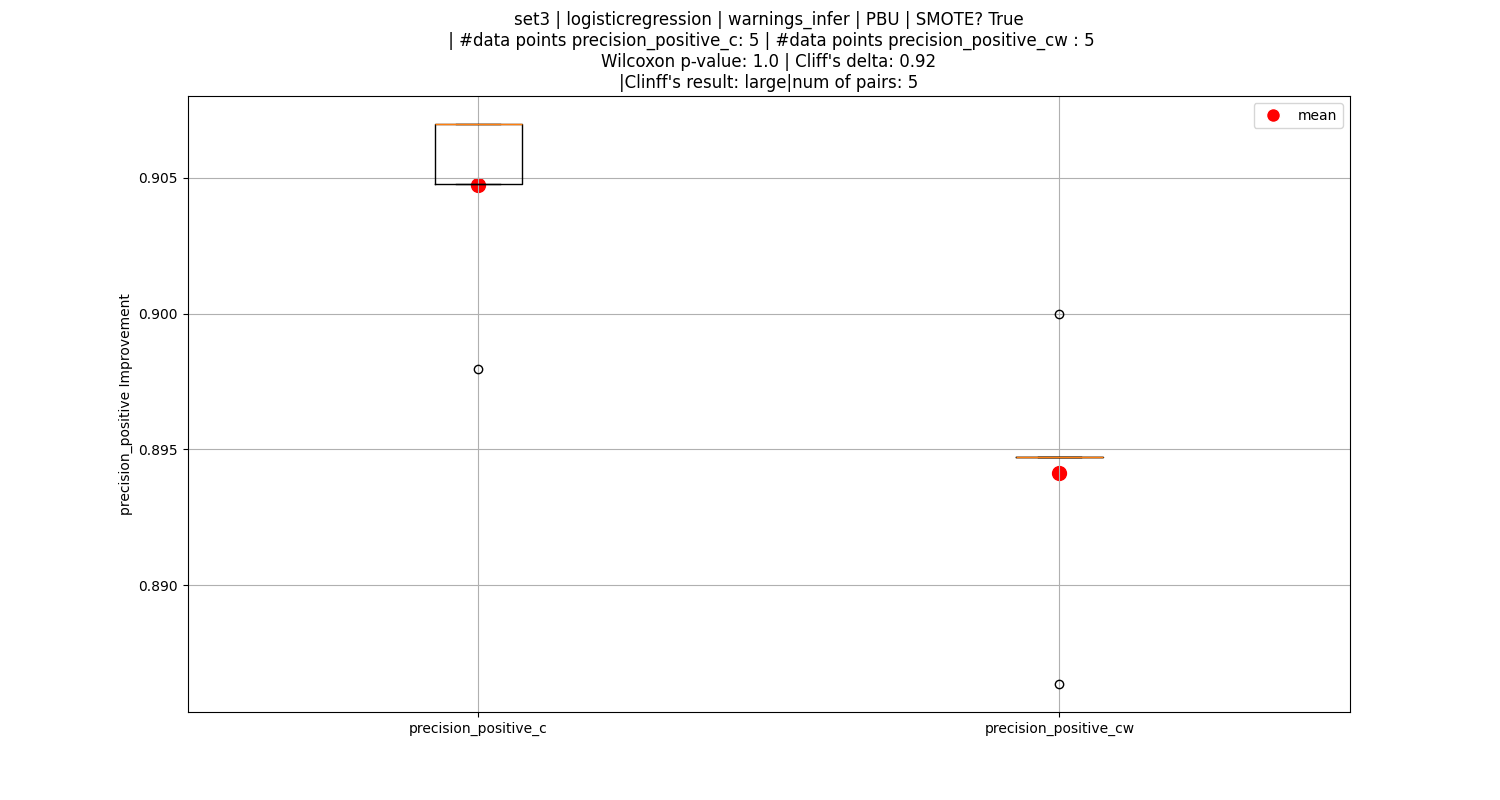 set3 | logisticregression | warnings_infer | PBU | SMOTE? True
| #data points precision_positive_c: 5 | #data points precision_positive_cw : 5
Wilcoxon p-value: 1.0 | Cliff's delta: 0.92
|Clinff's result: large|num of pairs: 5
mean
0.905
0.900
0.895
0.890
precision_positive Improvement
precision_positive_c
precision_positive_cw